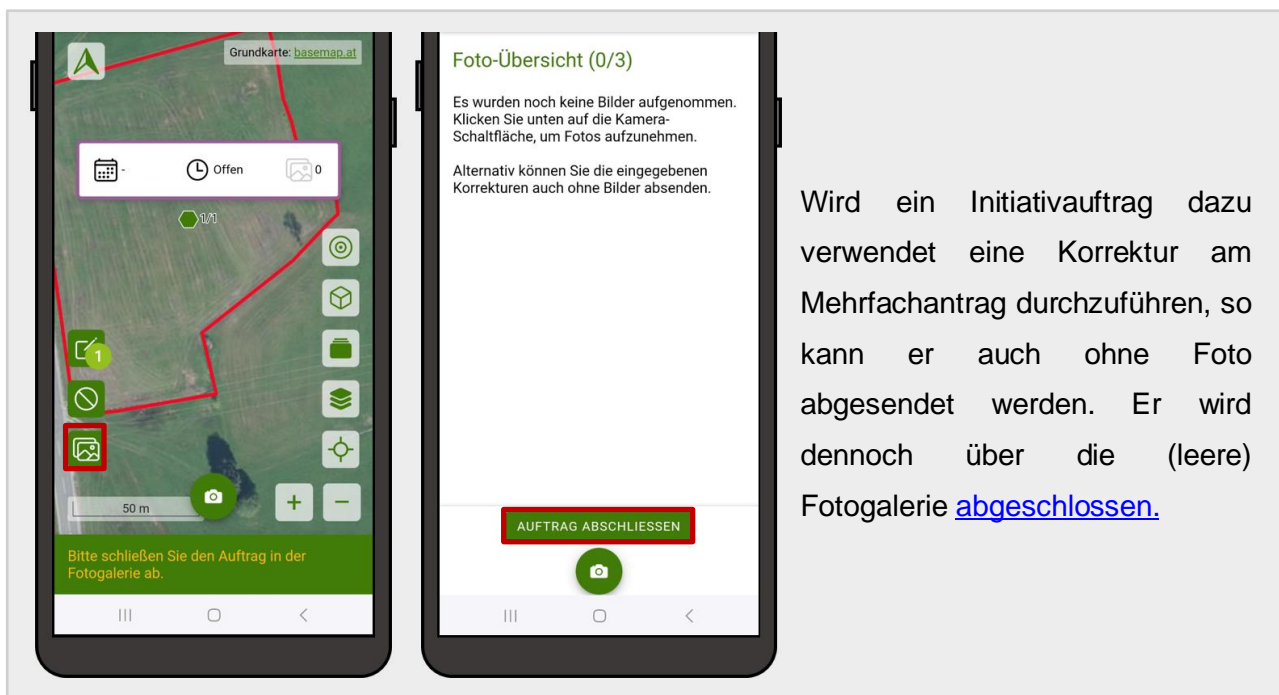 Grundkarte: basemap.at
-
Offen
0
1/1
1
50 m
+
−
Bitte schließen Sie den Auftrag in der
Fotogalerie ab.
Foto-Übersicht (0/3)
Es wurden noch keine Bilder aufgenommen.
Klicken Sie unten auf die Kamera-
Schaltfläche, um Fotos aufzunehmen.
Alternativ können Sie die eingegebenen
Korrekturen auch ohne Bilder absenden.
AUFTRAG ABSCHLIESSEN
Wird ein Initiativauftrag dazu
verwendet eine Korrektur am
Mehrfachantrag durchzuführen, so
kann er auch ohne Foto
abgesendet werden. Er wird
dennoch über die (leere)
Fotogalerie abgeschlossen.